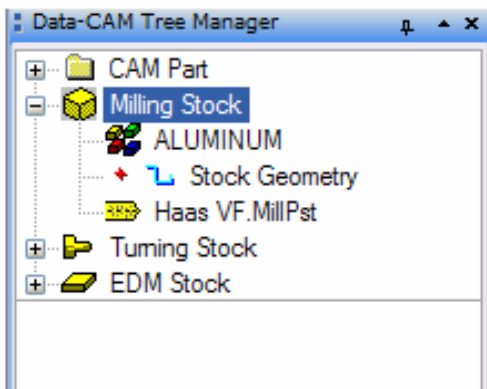 Data-CAM Tree Manager
CAM Part
Milling Stock
ALUMINUM
Stock Geometry
Haas VF.MillPst
Turning Stock
EDM Stock